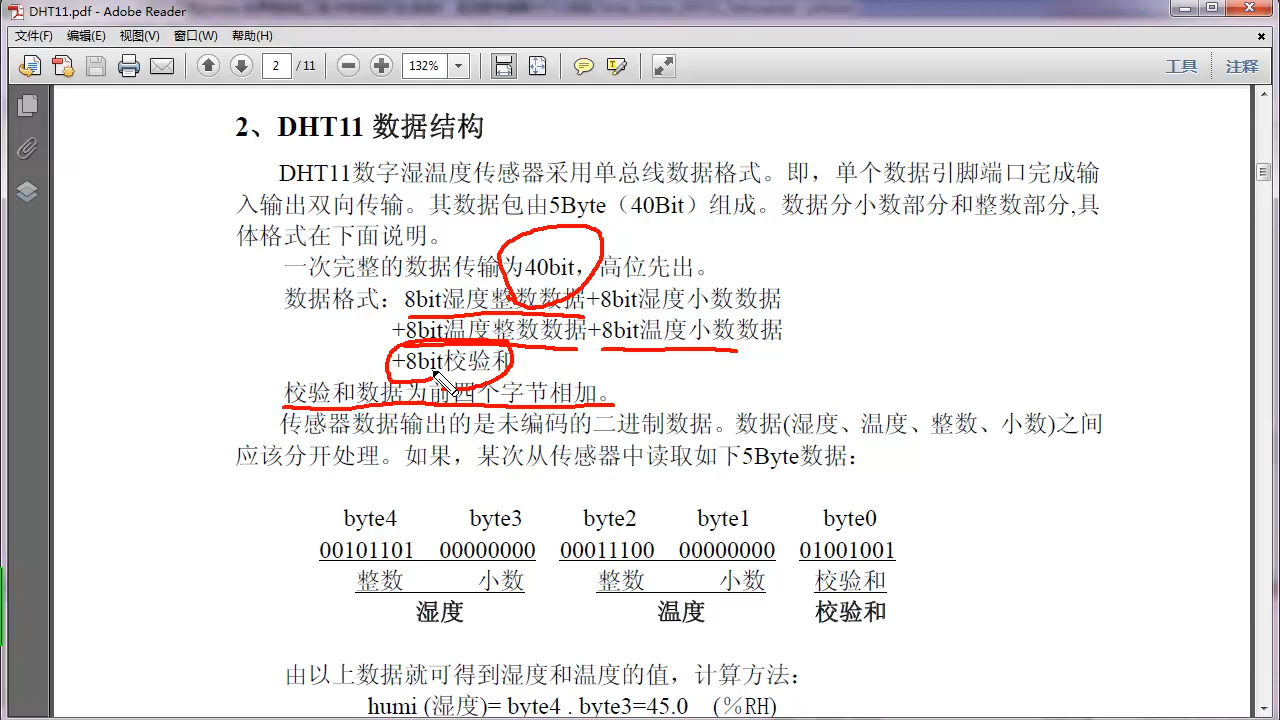 DHT11.pdf - Adobe Reader
文件(F) 编辑(E) 视图(V) 窗口(W) 帮助(H)
2 / 11 132% 工具 注释
2、DHT11 数据结构
DHT11数字湿温度传感器采用单总线数据格式。即，单个数据引脚端口完成输
入输出双向传输。其数据包由5Byte（40Bit）组成。数据分小数部分和整数部分,具
体格式在下面说明。
一次完整的数据传输为40bit，高位先出。
数据格式：8bit湿度整数数据+8bit湿度小数数据
+8bit温度整数数据+8bit温度小数数据
+8bit校验和
校验和数据为前四个字节相加。
传感器数据输出的是未编码的二进制数据。数据(湿度、温度、整数、小数)之间
应该分开处理。如果，某次从传感器中读取如下5Byte数据：
byte4 byte3 byte2 byte1 byte0
00101101 00000000 00011100 00000000 01001001
整数 小数 整数 小数 校验和
湿度 温度 校验和
由以上数据就可得到湿度和温度的值，计算方法：
humi (湿度)= byte4 . byte3=45.0 (％RH)